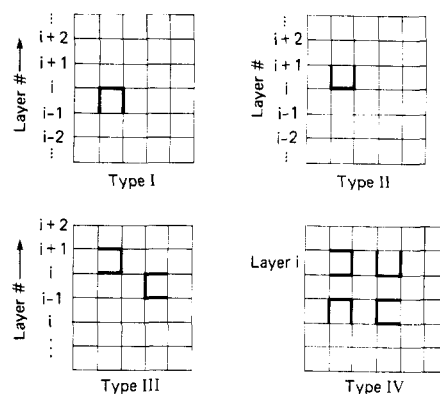 Layer #
⋮
i + 2
i + 1
i
i-1
i-2
⋮
Type I
Layer #
⋮
i + 2
i + 1
i
i-1
i-2
⋮
Type II
Layer #
i + 2
i + 1
i
i-1
i
⋮
Type III
Layer i
Type IV